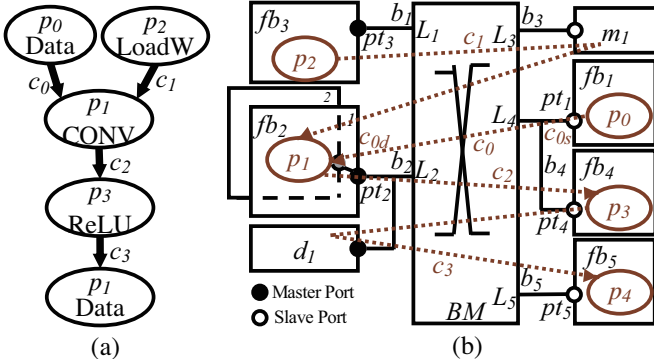 p0
Data
p2
LoadW
c0
c1
p1
CONV
c2
p3
ReLU
c3
p1
Data
(a)
fb3
p2
pt3
b1
L1
c1
L3
b3
m1
2
1
fb2
p1
c0d
b2
pt2
L2
c0
c2
L4
pt1
c0s
fb1
p0
b4
fb4
p3
pt4
d1
c3
Master Port
Slave Port
BM
L5
b5
pt5
fb5
p4
(b)